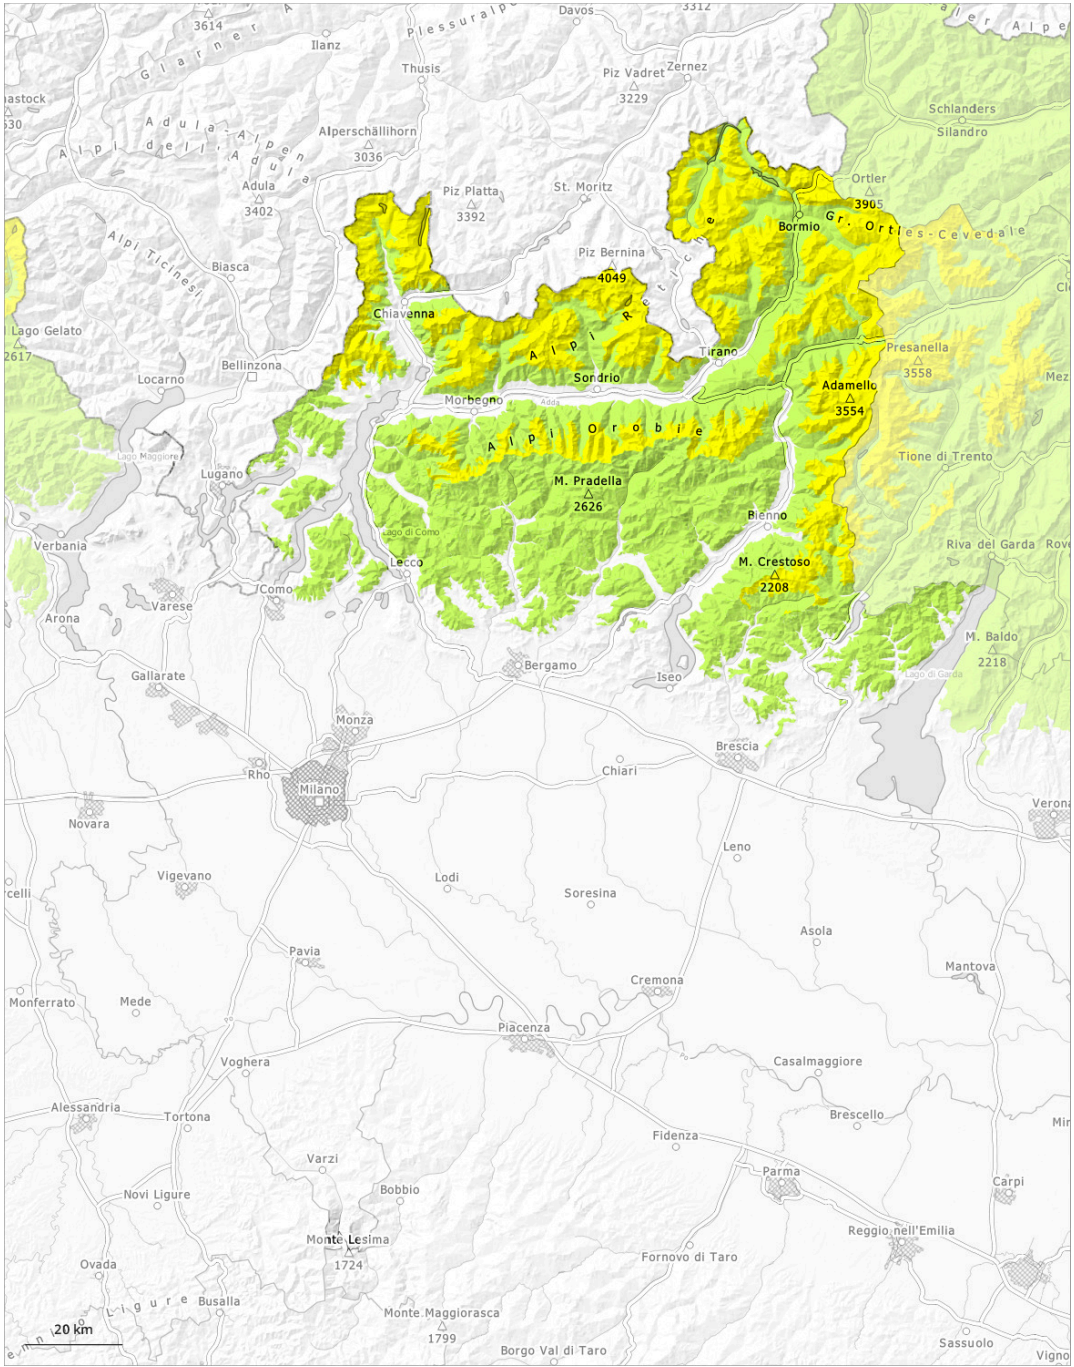 3614
Plessuralpe
Davos
3312
Glarner
Ilanz
Thusis
Piz Vadret
3229
Zernez
Schlanders
Silandro
Adula-Alpen
Alpi dell'Adula
Alperschällihorn
3036
Adula
3402
Piz Platta
3392
St. Moritz
Ortler
3905
Bormio
Gr. Ortles-Cevedale
Alpi Ticinesi
Biasca
Piz Bernina
4049
Chiavenna
Alpi Retiche
Lago Gelato
2617
Bellinzona
Locarno
Tirano
Sondrio
Morbegno
Adda
Presanella
3558
Adamello
3554
Alpi Orobie
Lago Maggiore
Lugano
M. Pradella
2626
Tione di Trento
Bienno
Lago di Como
Verbania
Lecco
Riva del Garda
M. Crestoso
2208
Como
Varese
Arona
M. Baldo
2218
Lago di Garda
Bergamo
Iseo
Gallarate
Monza
Brescia
Rho
Chiari
Milano
Novara
Verona
Leno
Vigevano
Lodi
Soresina
Asola
Pavia
Cremona
Mantova
Monferrato
Mede
Po
Piacenza
Po
Voghera
Casalmaggiore
Alessandria
Tortona
Brescello
Fidenza
Varzi
Parma
Carpi
Novi Ligure
Bobbio
Monte Lesima
1724
Reggio nell'Emilia
Fornovo di Taro
Ovada
Ligure
Busalla
Monte Maggiorasca
1799
20 km
Sassuolo
Borgo Val di Taro